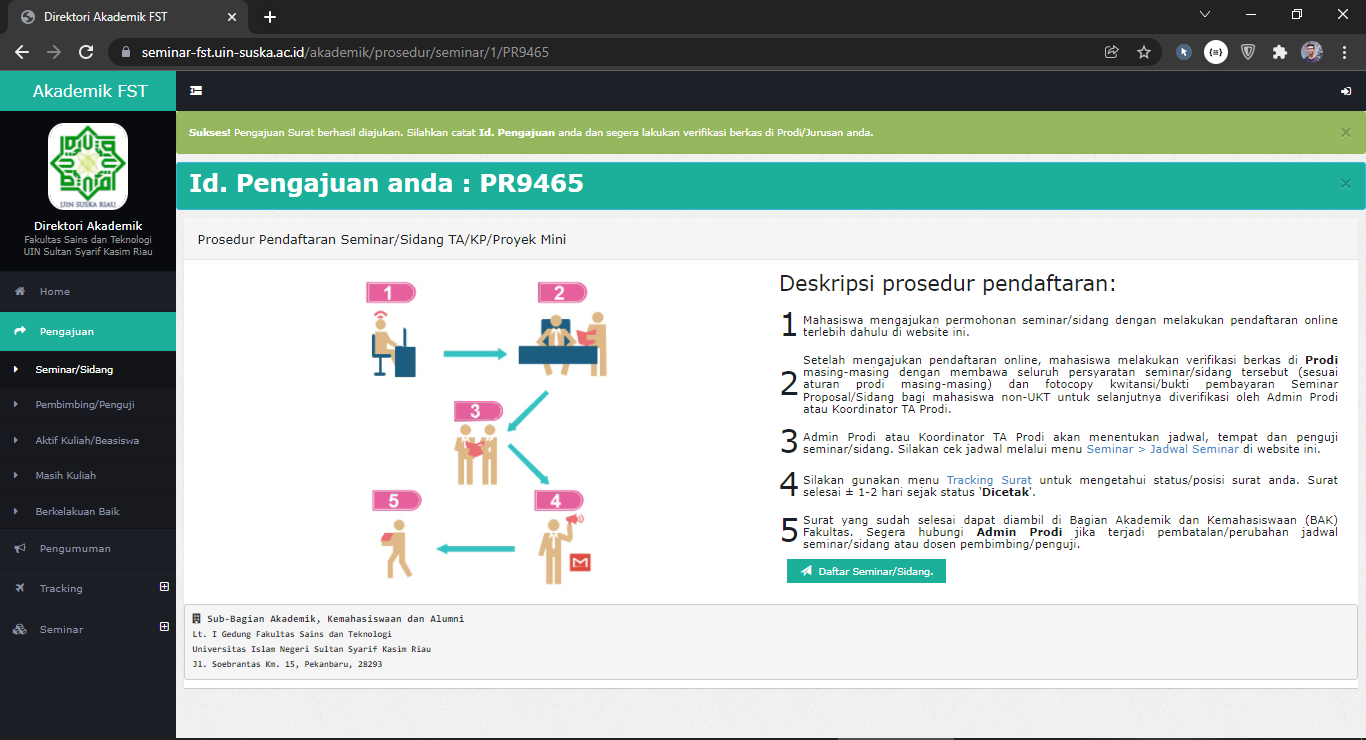 Direktori Akademik FST
seminar-fst.uin-suska.ac.id/akademik/prosedur/seminar/1/PR9465
Akademik FST
UIN SUSKA RIAU
Direktori Akademik
Fakultas Sains dan Teknologi
UIN Sultan Syarif Kasim Riau
Home
Pengajuan
Seminar/Sidang
Pembimbing/Penguji
Aktif Kuliah/Beasiswa
Masih Kuliah
Berkelakuan Baik
Pengumuman
Tracking
Seminar
Sukses! Pengajuan Surat berhasil diajukan. Silahkan catat Id. Pengajuan anda dan segera lakukan verifikasi berkas di Prodi/Jurusan anda.
×
Id. Pengajuan anda : PR9465
×
Prosedur Pendaftaran Seminar/Sidang TA/KP/Proyek Mini
1
2
3
4
5
Deskripsi prosedur pendaftaran:
1 Mahasiswa mengajukan permohonan seminar/sidang dengan melakukan pendaftaran online
terlebih dahulu di website ini.
Setelah mengajukan pendaftaran online, mahasiswa melakukan verifikasi berkas di Prodi
masing-masing dengan membawa seluruh persyaratan seminar/sidang tersebut (sesuai
2 aturan prodi masing-masing) dan fotocopy kwitansi/bukti pembayaran Seminar
Proposal/Sidang bagi mahasiswa non-UKT untuk selanjutnya diverifikasi oleh Admin Prodi
atau Koordinator TA Prodi.
3 Admin Prodi atau Koordinator TA Prodi akan menentukan jadwal, tempat dan penguji
seminar/sidang. Silakan cek jadwal melalui menu Seminar > Jadwal Seminar di website ini.
4 Silakan gunakan menu Tracking Surat untuk mengetahui status/posisi surat anda. Surat
selesai ± 1-2 hari sejak status 'Dicetak'.
5 Surat yang sudah selesai dapat diambil di Bagian Akademik dan Kemahasiswaan (BAK)
Fakultas. Segera hubungi Admin Prodi jika terjadi pembatalan/perubahan jadwal
seminar/sidang atau dosen pembimbing/penguji.
Daftar Seminar/Sidang.
Sub-Bagian Akademik, Kemahasiswaan dan Alumni
Lt. I Gedung Fakultas Sains dan Teknologi
Universitas Islam Negeri Sultan Syarif Kasim Riau
Jl. Soebrantas Km. 15, Pekanbaru, 28293